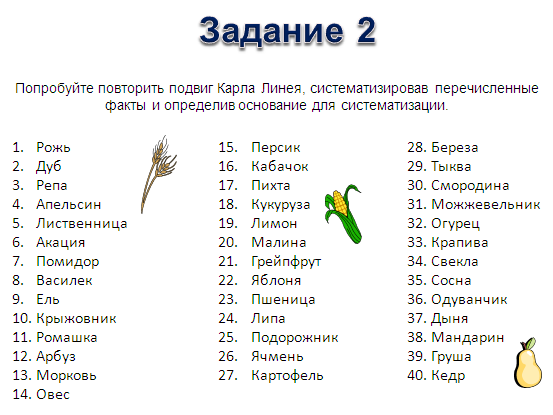 Задание 2
Попробуйте повторить подвиг Карла Линея, систематизировав перечисленные
факты и определив основание для систематизации.
1. Рожь
2. Дуб
3. Репа
4. Апельсин
5. Лиственница
6. Акация
7. Помидор
8. Василек
9. Ель
10. Крыжовник
11. Ромашка
12. Арбуз
13. Морковь
14. Овес
15. Персик
16. Кабачок
17. Пихта
18. Кукуруза
19. Лимон
20. Малина
21. Грейпфрут
22. Яблоня
23. Пшеница
24. Липа
25. Подорожник
26. Ячмень
27. Картофель
28. Береза
29. Тыква
30. Смородина
31. Можжевельник
32. Огурец
33. Крапива
34. Свекла
35. Сосна
36. Одуванчик
37. Дыня
38. Мандарин
39. Груша
40. Кедр